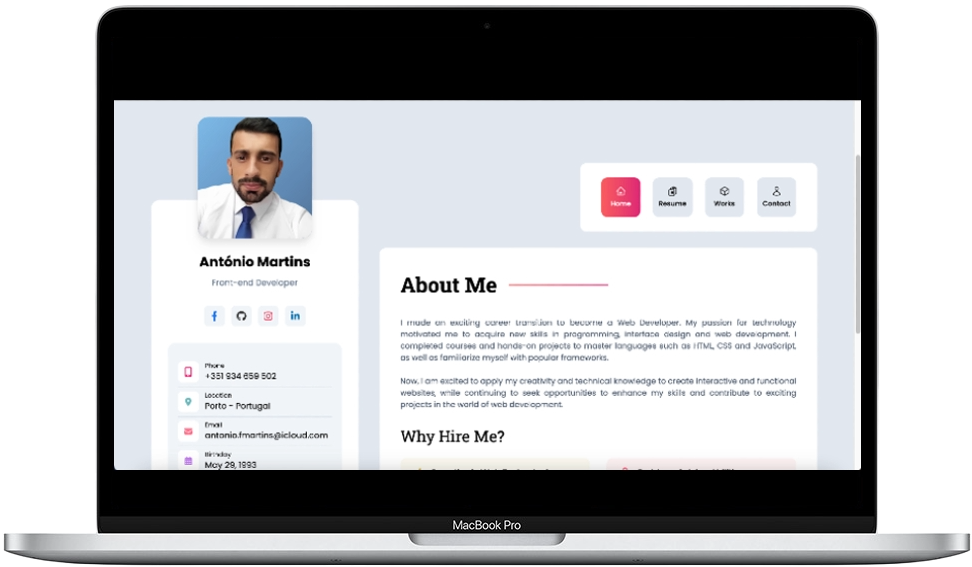 António Martins
Front-end Developer
Phone
+351 934 659 502
Location
Porto - Portugal
Email
antonio.fmartins@icloud.com
Birthday
May 29, 1993
Home
Resume
Works
Contact
About Me
I made an exciting career transition to become a Web Developer. My passion for technology
motivated me to acquire new skills in programming, interface design and web development. I
completed courses and hands-on projects to master languages such as HTML, CSS and JavaScript,
as well as familiarize myself with popular frameworks.
Now, I am excited to apply my creativity and technical knowledge to create interactive and functional
websites, while continuing to seek opportunities to enhance my skills and contribute to exciting
projects in the world of web development.
Why Hire Me?
MacBook Pro